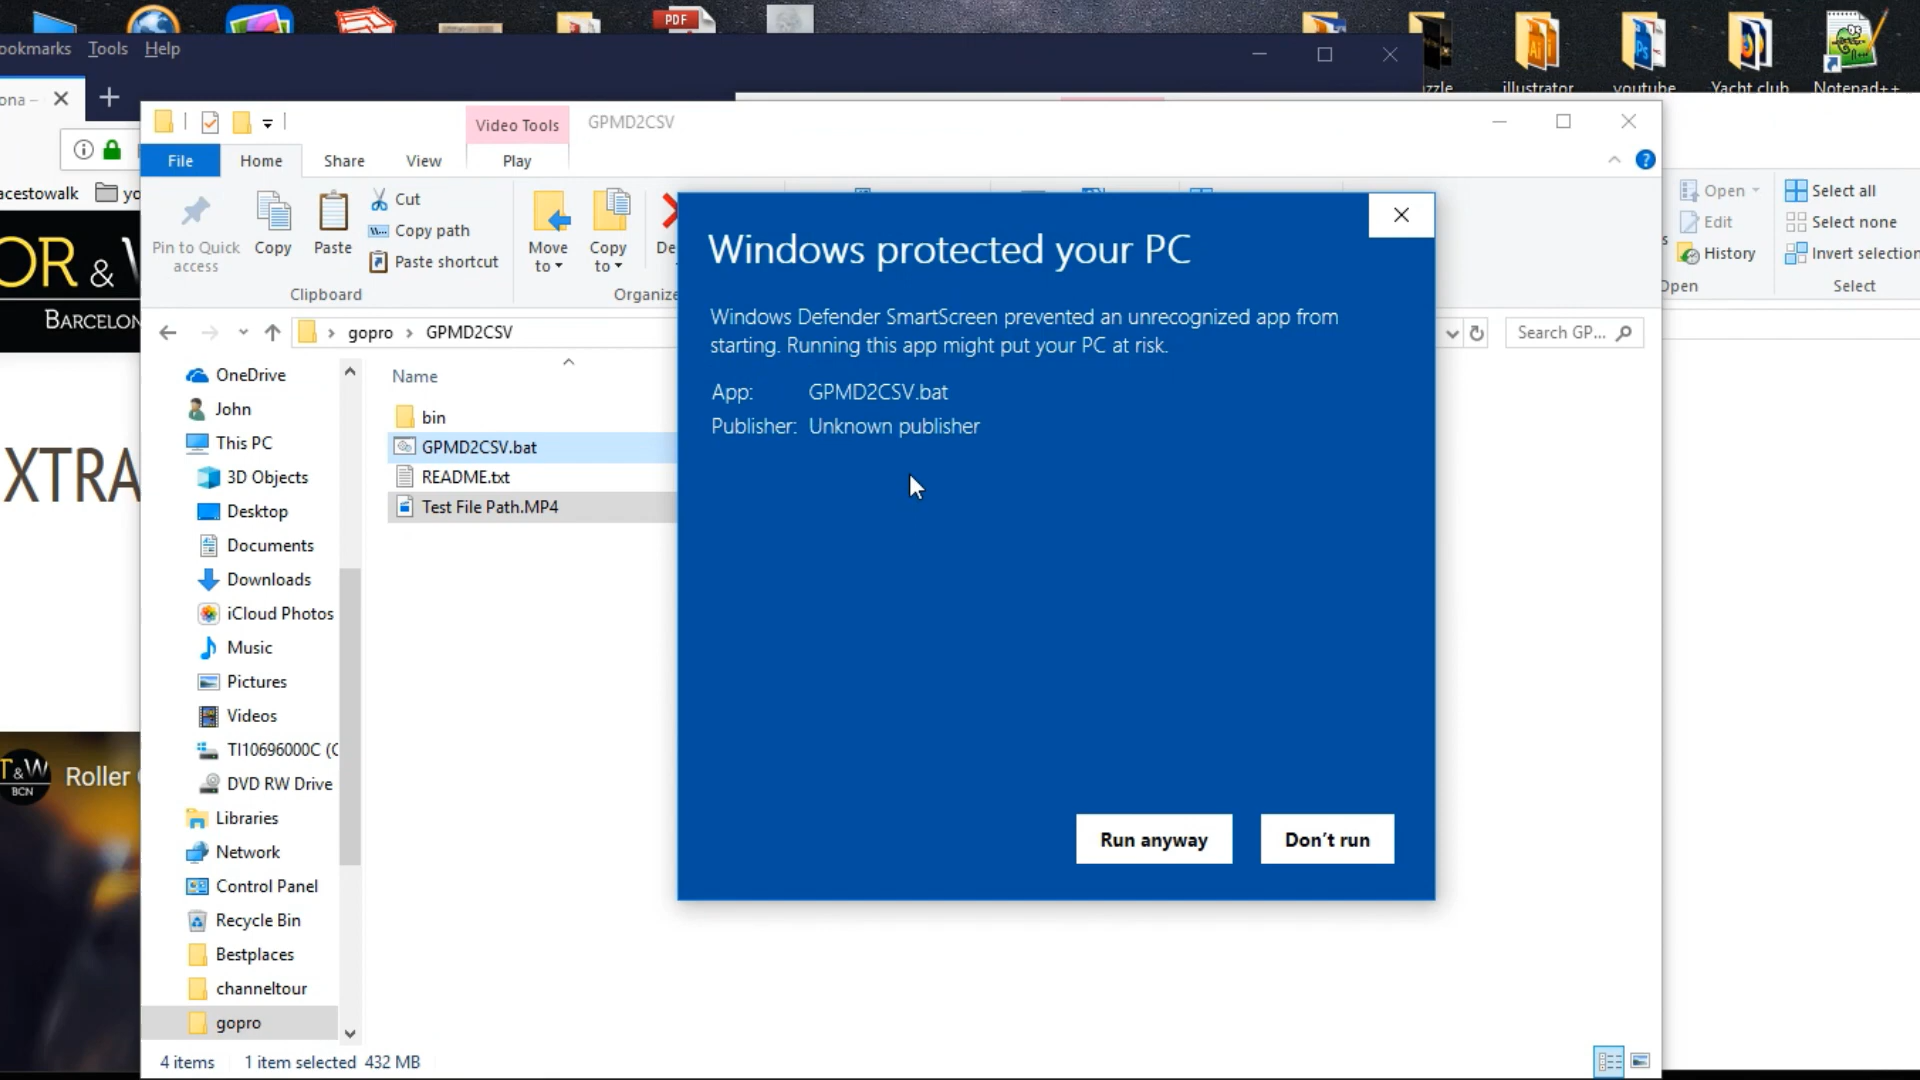 PDF
ookmarks Tools Help
zzle illustrator youtube Yacht club Notepad++
ona –
Video Tools GPMD2CSV
File Home Share View Play
acestowalk yo
Pin to Quick access
Copy
Paste
Cut
Copy path
Paste shortcut
Move to
Copy to
De
Clipboard Organize
Open
Edit
History
Select all
Select none
Invert selection
Open Select
OR & W
BARCELON
gopro GPMD2CSV
Search GP...
XTRA
T&W
BCN
Roller
OneDrive
John
This PC
3D Objects
Desktop
Documents
Downloads
iCloud Photos
Music
Pictures
Videos
TI10696000C (C
DVD RW Drive
Libraries
Network
Control Panel
Recycle Bin
Bestplaces
channeltour
gopro
Name
bin
GPMD2CSV.bat
README.txt
Test File Path.MP4
Windows protected your PC
Windows Defender SmartScreen prevented an unrecognized app from
starting. Running this app might put your PC at risk.
App: GPMD2CSV.bat
Publisher: Unknown publisher
Run anyway Don't run
4 items 1 item selected 432 MB